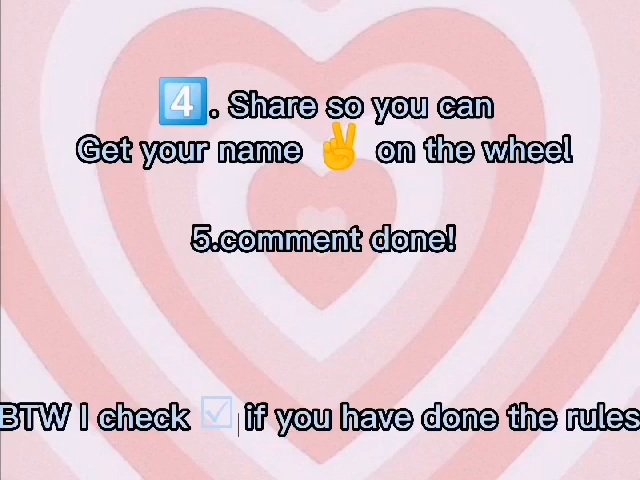 4️⃣. Share so you can
Get your name ✌️ on the wheel
5.comment done!
BTW I check ☑️ if you have done the rules